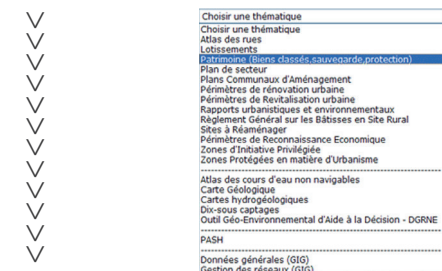 Choisir une thématique
Choisir une thématique
Atlas des rues
Lotissements
Patrimoine (Biens classés,sauvegarde,protection)
Plan de secteur
Plans Communaux d'Aménagement
Périmètres de rénovation urbaine
Périmètres de Revitalisation urbaine
Rapports urbanistiques et environnementaux
Règlement Général sur les Bâtisses en Site Rural
Sites à Réaménager
Périmètres de Reconnaissance Economique
Zones d'Initiative Privilégiée
Zones Protégées en matière d'Urbanisme
Atlas des cours d'eau non navigables
Carte Géologique
Cartes hydrogéologiques
Dix-sous captages
Outil Géo-Environnemental d'Aide à la Décision - DGRNE
PASH
Données générales (GIG)
Gestion des réseaux (GIG)